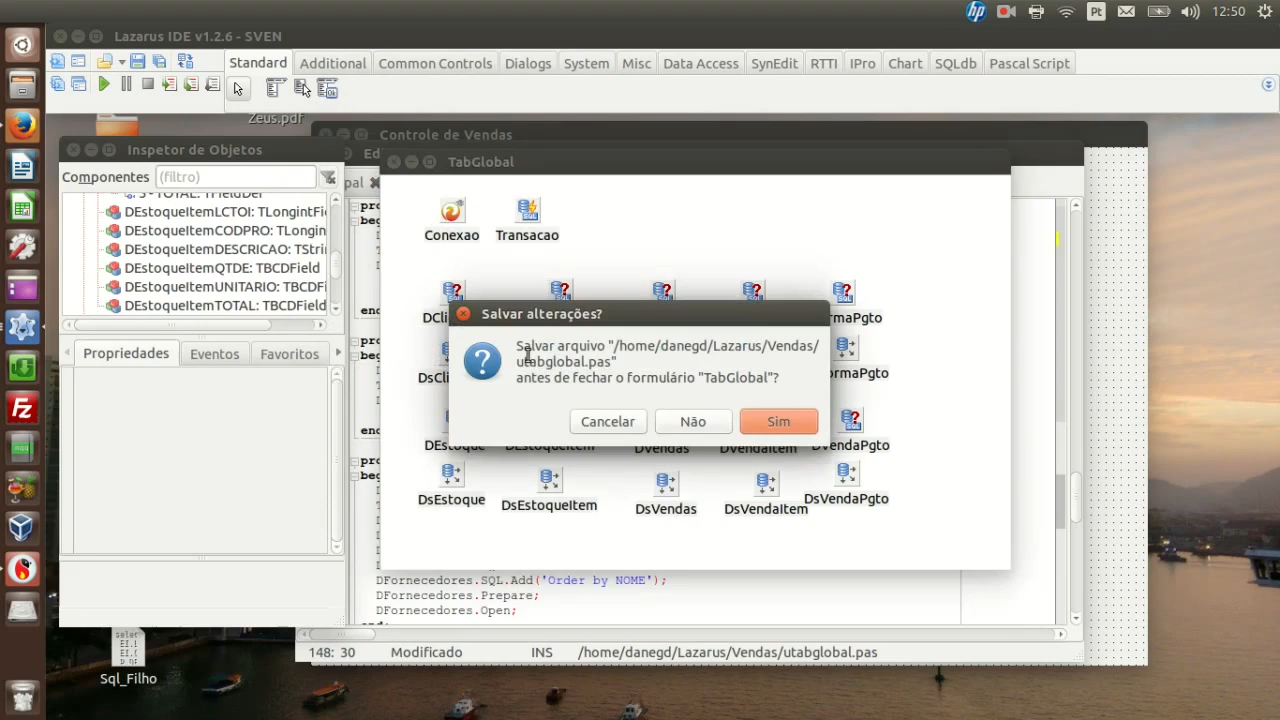 Pt
12:50
Lazarus IDE v1.2.6 - SVEN
Standard
Additional
Common Controls
Dialogs
System
Misc
Data Access
SynEdit
RTTI
IPro
Chart
SQLdb
Pascal Script
Zeus.pdf
Controle de Vendas
Inspetor de Objetos
Ed
TabGlobal
Componentes
(filtro)
pal
DEstoqueItemLCTOI: TLongintFi
DEstoqueItemCODPRO: TLongin
DEstoqueItemDESCRICAO: TStri
DEstoqueItemQTDE: TBCDField
DEstoqueItemUNITARIO: TBCDFi
DEstoqueItemTOTAL: TBCDField
Propriedades
Eventos
Favoritos
Conexao
Transacao
rmaPgto
Salvar alterações?
Salvar arquivo "/home/danegd/Lazarus/Vendas/
utabglobal.pas"
antes de fechar o formulário "TabGlobal"?
Cancelar
Não
Sim
ormaPgto
DEstoque
DEstoqueItem
DVendas
DVendaItem
DVendaPgto
DsEstoque
DsEstoqueItem
DsVendas
DsVendaItem
DsVendaPgto
DFornecedores.SQL.Add('Order by NOME');
DFornecedores.Prepare;
DFornecedores.Open;
148: 30
Modificado
INS
/home/danegd/Lazarus/Vendas/utabglobal.pas
Sql_Filho